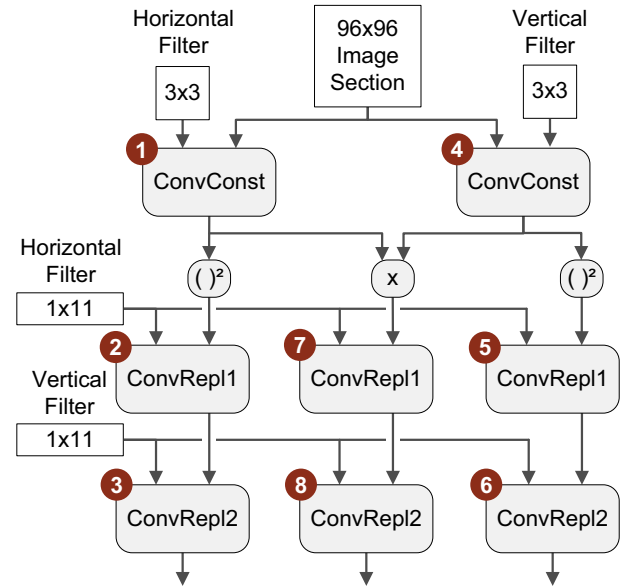 Horizontal
Filter
96x96
Image
Section
Vertical
Filter
3x3
3x3
1
ConvConst
4
ConvConst
Horizontal
Filter
( )²
x
( )²
1x11
2
ConvRepl1
7
ConvRepl1
5
ConvRepl1
Vertical
Filter
1x11
3
ConvRepl2
8
ConvRepl2
6
ConvRepl2